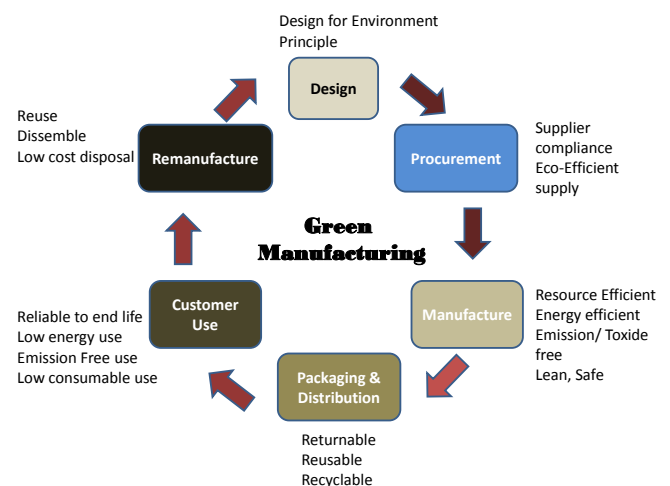 Design for Environment
Principle
Design
Reuse
Dissemble
Low cost disposal
Remanufacture
Procurement
Supplier
compliance
Eco-Efficient
supply
Green
Manufacturing
Customer
Use
Reliable to end life
Low energy use
Emission Free use
Low consumable use
Manufacture
Resource Efficient
Energy efficient
Emission/ Toxide
free
Lean, Safe
Packaging &
Distribution
Returnable
Reusable
Recyclable